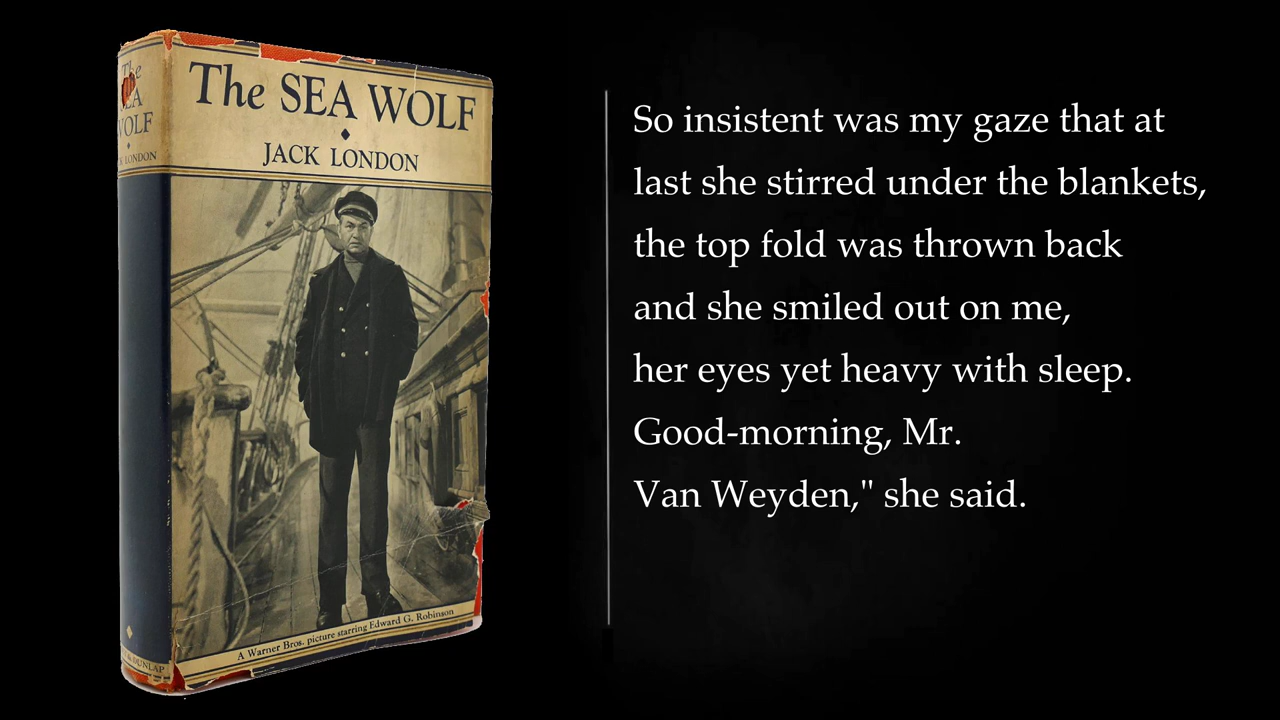 The
SEA
WOLF
JACK LONDON
& DUNLAP
The SEA WOLF
JACK LONDON
A Warner Bros. picture starring Edward G. Robinson
So insistent was my gaze that at
last she stirred under the blankets,
the top fold was thrown back
and she smiled out on me,
her eyes yet heavy with sleep.
Good-morning, Mr.
Van Weyden," she said.